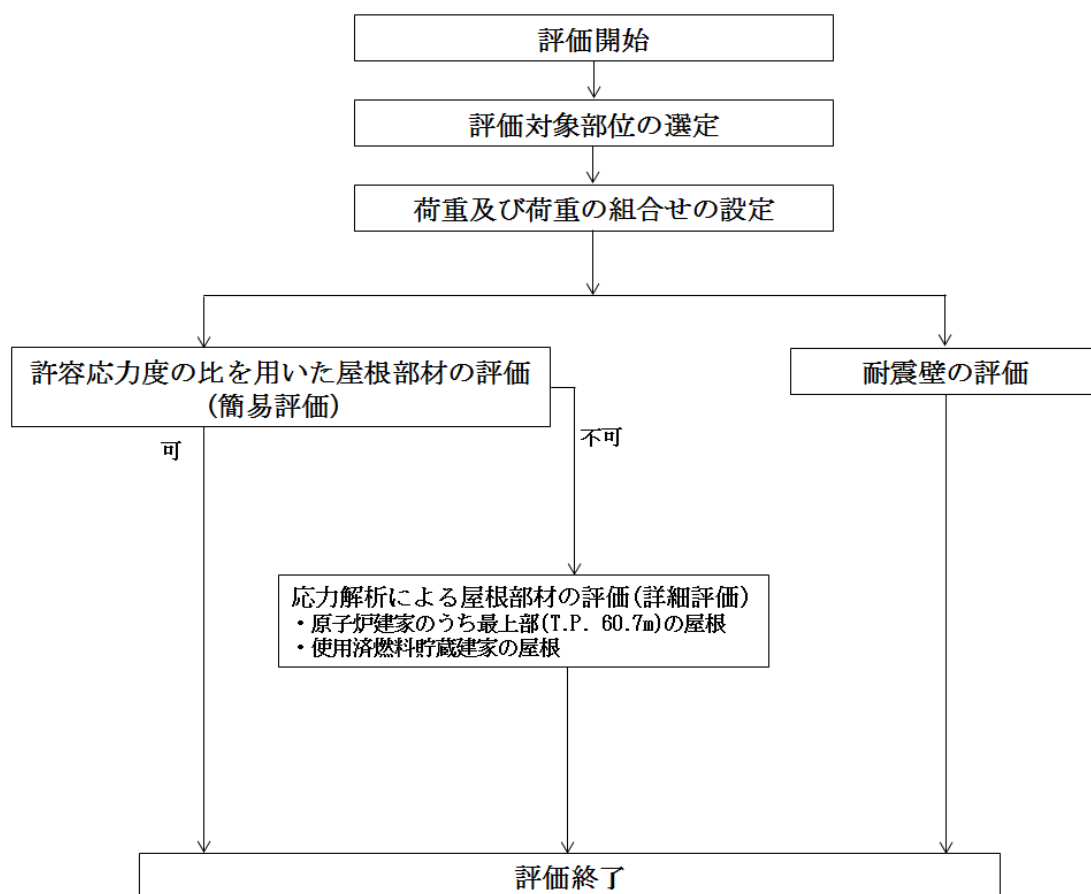 評価開始
評価対象部位の選定
荷重及び荷重の組合せの設定
許容応力度の比を用いた屋根部材の評価
(簡易評価)
耐震壁の評価
可
不可
応力解析による屋根部材の評価(詳細評価)
・原子炉建家のうち最上部(T.P. 60.7m)の屋根
・使用済燃料貯蔵建家の屋根
評価終了